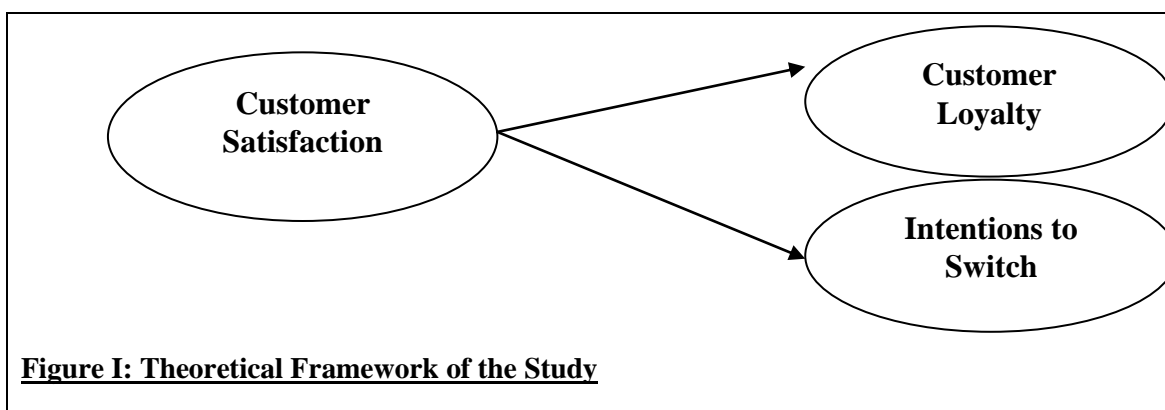 Customer
Satisfaction
Customer
Loyalty
Intentions to
Switch
Figure I: Theoretical Framework of the Study